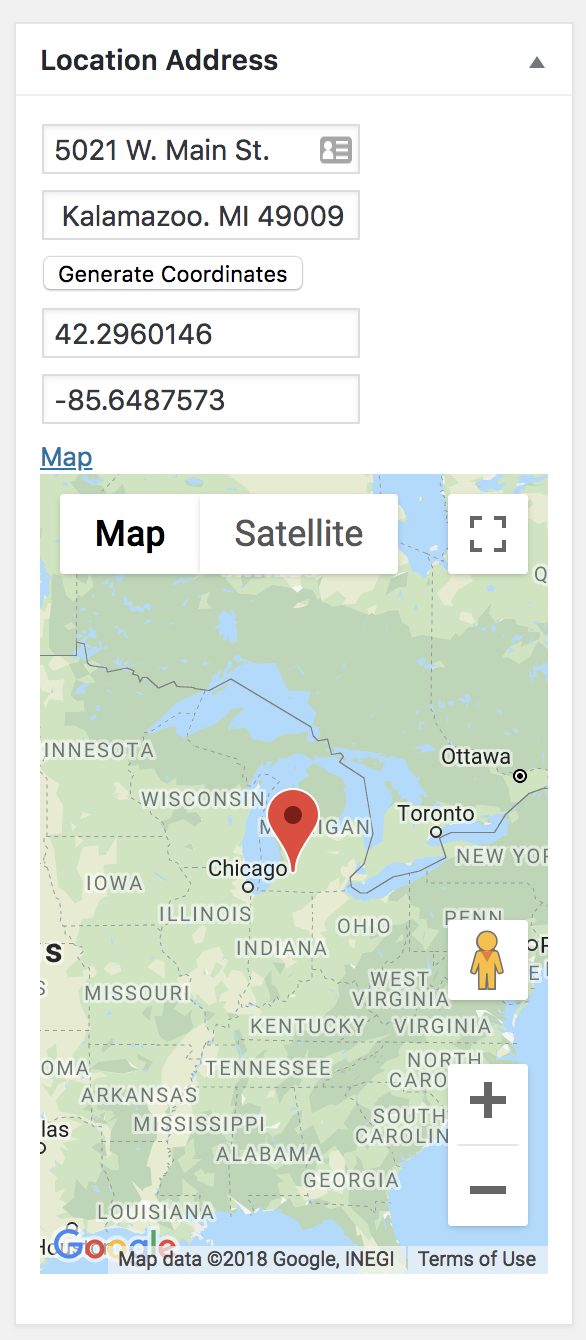 Location Address
5021 W. Main St.
Kalamazoo. MI 49009
Generate Coordinates
42.2960146
-85.6487573
Map
Map
Satellite
Q
INNESOTA
Ottawa
WISCONSIN
M IGAN
Toronto
Chicago
NEW YOR
IOWA
ILLINOIS
OHIO
PENN
INDIANA
s
MISSOURI
WEST
VIRGINIA
KENTUCKY
VIRGINIA
OMA
TENNESSEE
NORTH
CARO
ARKANSAS
MISSISSIPPI
SOUTH
CAROLIN
las
ALABAMA
GEORGIA
LOUISIANA
Google
Map data ©2018 Google, INEGI
Terms of Use